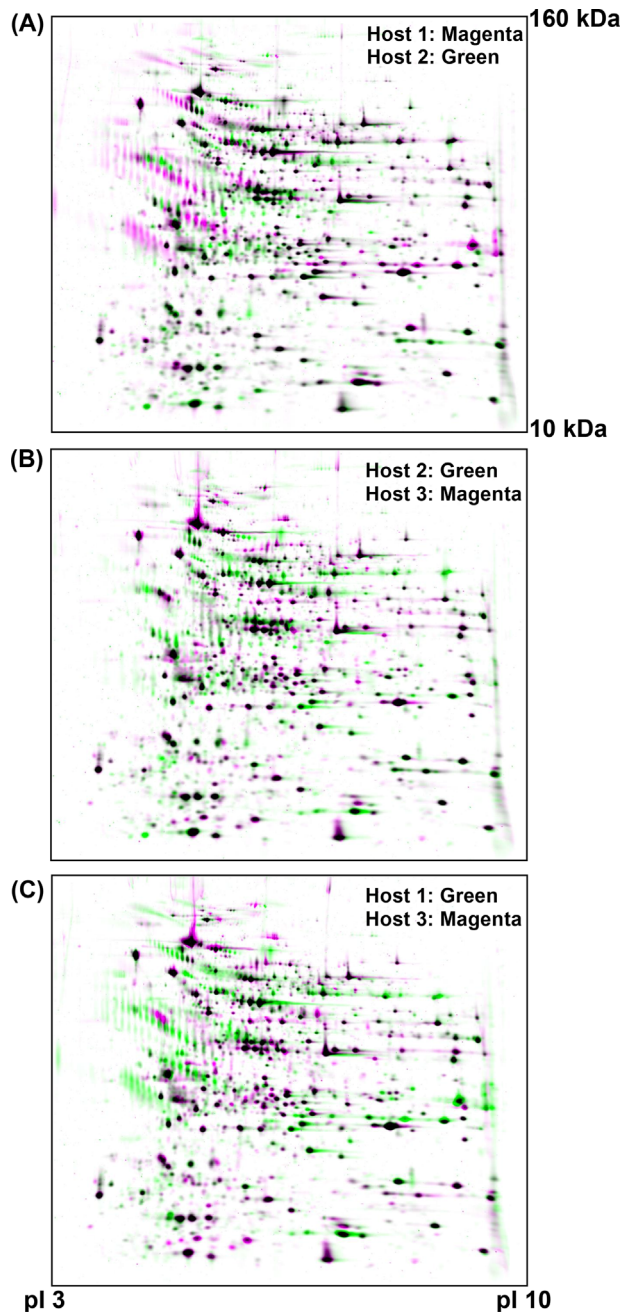 (A)
160 kDa
Host 1: Magenta
Host 2: Green
10 kDa
(B)
Host 2: Green
Host 3: Magenta
(C)
Host 1: Green
Host 3: Magenta
pI 3
pI 10